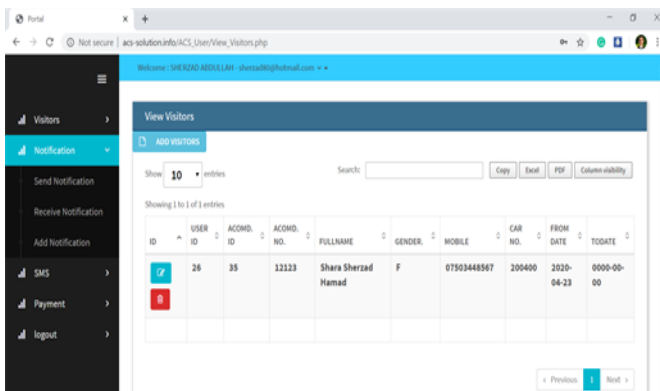 Portal
Not secure | acs-solution.info/ACS_User/View_Visitors.php
Welcome : SHERZAD ABDULLAH - sherzad80@hotmail.com
Visitors
Notification
Send Notification
Receive Notification
Add Notification
SMS
Payment
logout
View Visitors
ADD VISITORS
Show 10 entries
Search:
Copy Excel PDF Column visibility
Showing 1 to 1 of 1 entries
ID USER ID ACOMD. ID ACOMD. NO. FULLNAME GENDER. MOBILE CAR NO. FROM DATE TODATE
26 35 12123 Shara Sherzad Hamad F 07503448567 200400 2020-04-23 0000-00-00
Previous 1 Next